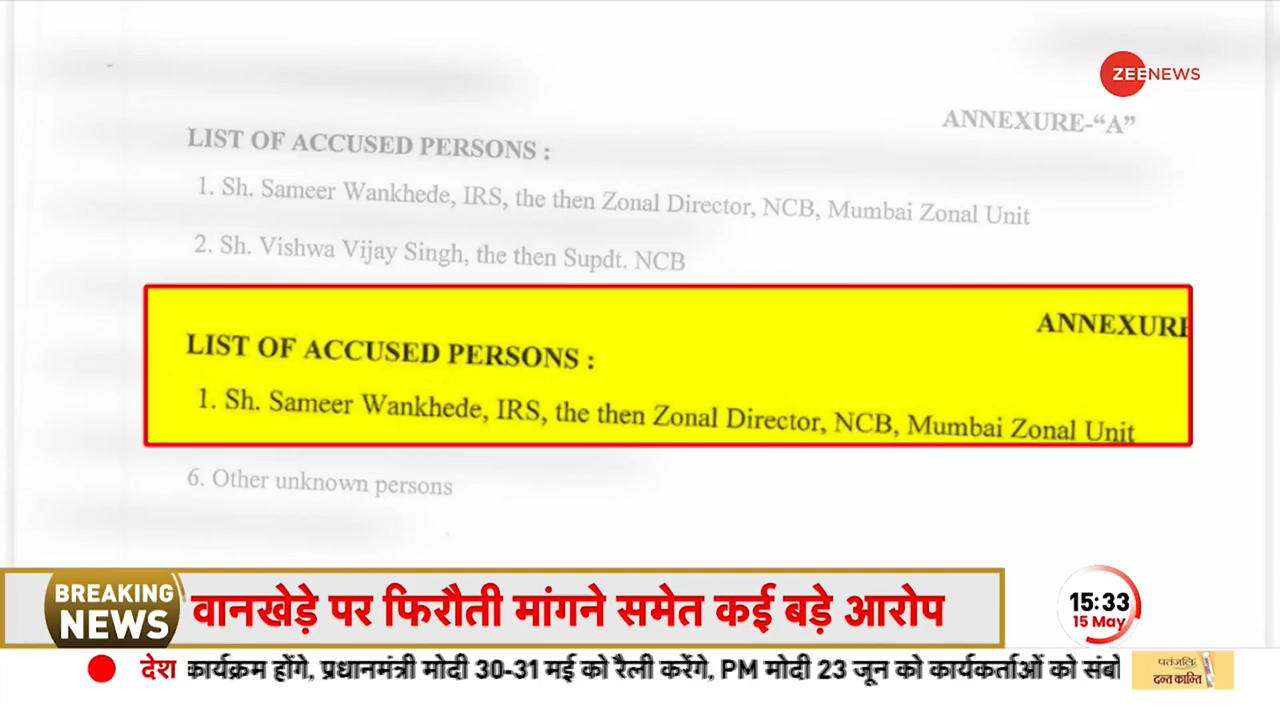 ZEENEWS
ANNEXURE-“A”
LIST OF ACCUSED PERSONS :
1. Sh. Sameer Wankhede, IRS, the then Zonal Director, NCB, Mumbai Zonal Unit
2. Sh. Vishwa Vijay Singh, the then Supdt. NCB
ANNEXURE
LIST OF ACCUSED PERSONS :
1. Sh. Sameer Wankhede, IRS, the then Zonal Director, NCB, Mumbai Zonal Unit
6. Other unknown persons
BREAKING
NEWS
वानखेड़े पर फिरौती मांगने समेत कई बड़े आरोप
15:33
15 May
देश कार्यक्रम होंगे, प्रधानमंत्री मोदी 30-31 मई को रैली करेंगे, PM मोदी 23 जून को कार्यकर्ताओं को संबो
पतंजलि
दन्त कान्ति